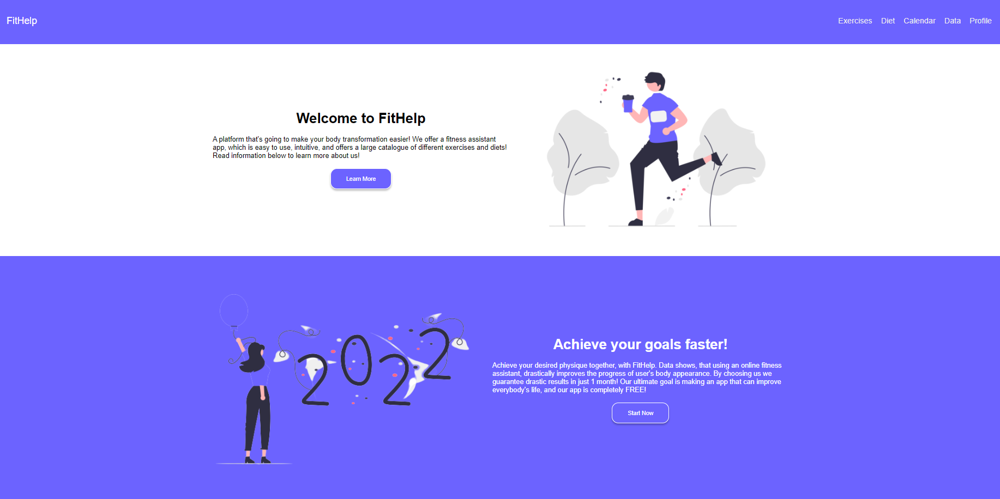 FitHelp
Exercises Diet Calendar Data Profile
Welcome to FitHelp
A platform that's going to make your body transformation easier! We offer a fitness assistant
app, which is easy to use, intuitive, and offers a large catalogue of different exercises and diets!
Read information below to learn more about us!
Learn More
2022
Achieve your goals faster!
Achieve your desired physique together, with FitHelp. Data shows, that using an online fitness
assistant, drastically improves the progress of user's body appearance. By choosing us we
guarantee drastic results in just 1 month! Our ultimate goal is making an app that can improve
everybody's life, and our app is completely FREE!
Start Now